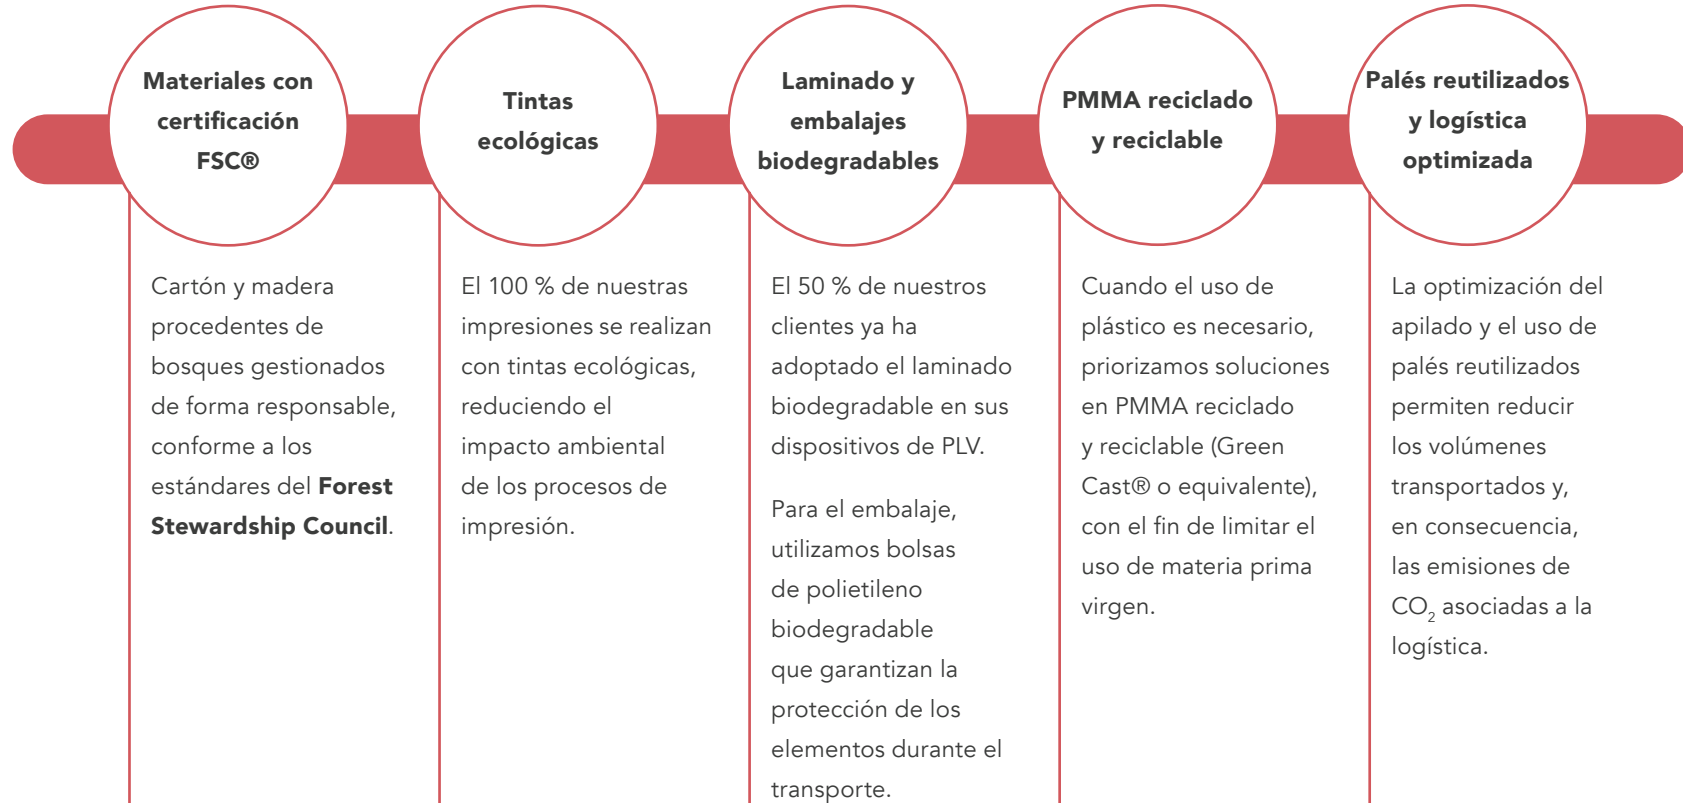 Materiales con
certificación
FSC®
Cartón y madera
procedentes de
bosques gestionados
de forma responsable,
conforme a los
estándares del Forest
Stewardship Council.
Tintas
ecológicas
El 100 % de nuestras
impresiones se realizan
con tintas ecológicas,
reduciendo el
impacto ambiental
de los procesos de
impresión.
Laminado y
embalajes
biodegradables
El 50 % de nuestros
clientes ya ha
adoptado el laminado
biodegradable en sus
dispositivos de PLV.
Para el embalaje,
utilizamos bolsas
de polietileno
biodegradable
que garantizan la
protección de los
elementos durante el
transporte.
PMMA reciclado
y reciclable
Cuando el uso de
plástico es necesario,
priorizamos soluciones
en PMMA reciclado
y reciclable (Green
Cast® o equivalente),
con el fin de limitar el
uso de materia prima
virgen.
Palés reutilizados
y logística
optimizada
La optimización del
apilado y el uso de
palés reutilizados
permiten reducir
los volúmenes
transportados y,
en consecuencia,
las emisiones de
CO₂ asociadas a la
logística.